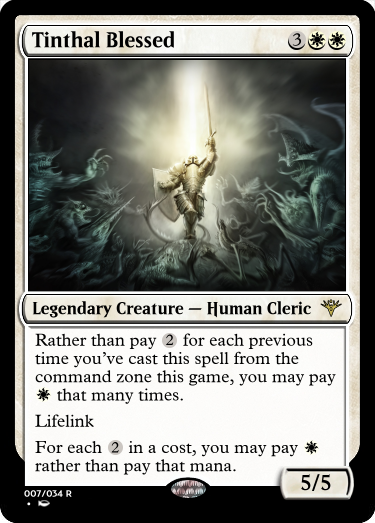 Tinthal Blessed 3
Legendary Creature — Human Cleric
Rather than pay 2 for each previous
time you've cast this spell from the
command zone this game, you may pay
that many times.
Lifelink
For each 2 in a cost, you may pay
rather than pay that mana.
5/5
007/034 R